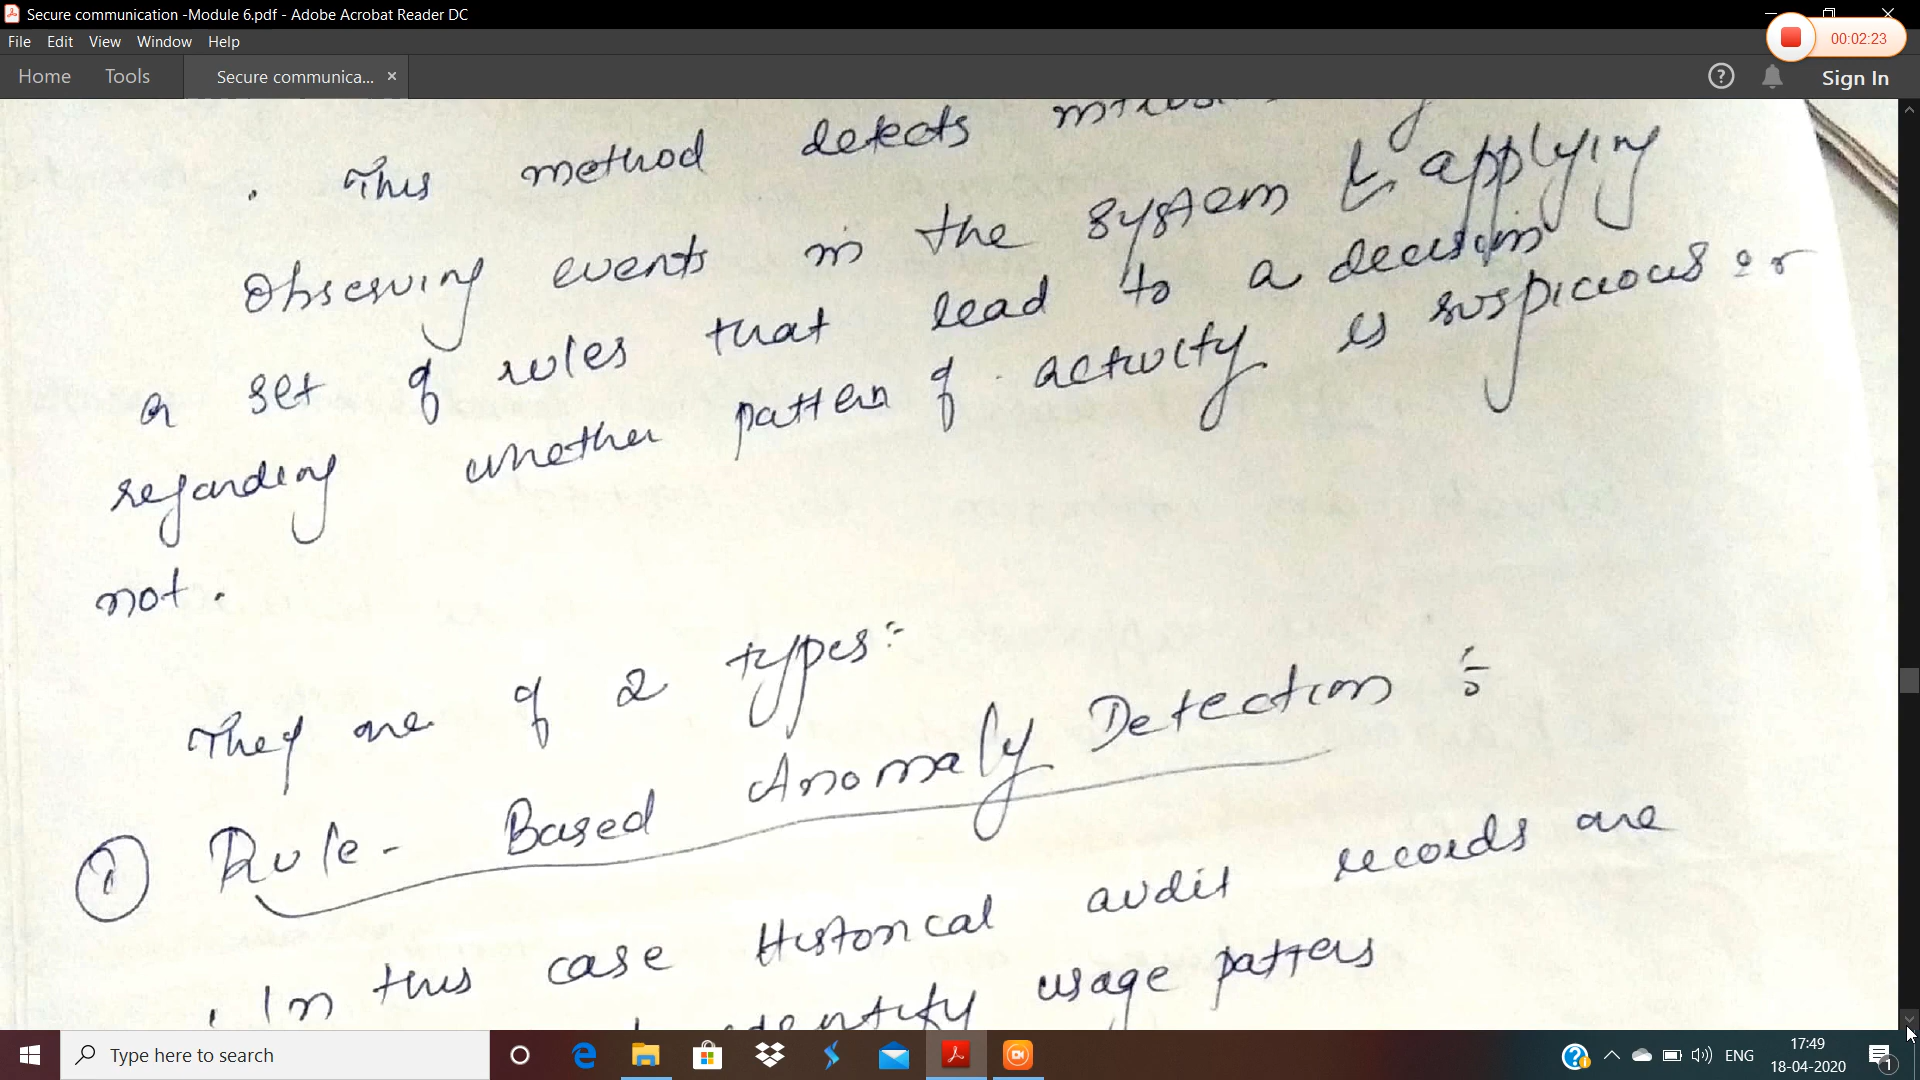 Secure communication -Module 6.pdf - Adobe Acrobat Reader DC
00:02:23
File Edit View Window Help
Home Tools Secure communica... ×
? Sign In
. This method detects
Observing events in the system & applying
a set of rules that lead to a decision
regarding whether pattern of activity is suspicious or
not.
They are of 2 types:-
① Rule-Based Anomaly Detection :-
. In this case Historical audit records are
identify usage patters
Type here to search
ENG
17:49
18-04-2020
1